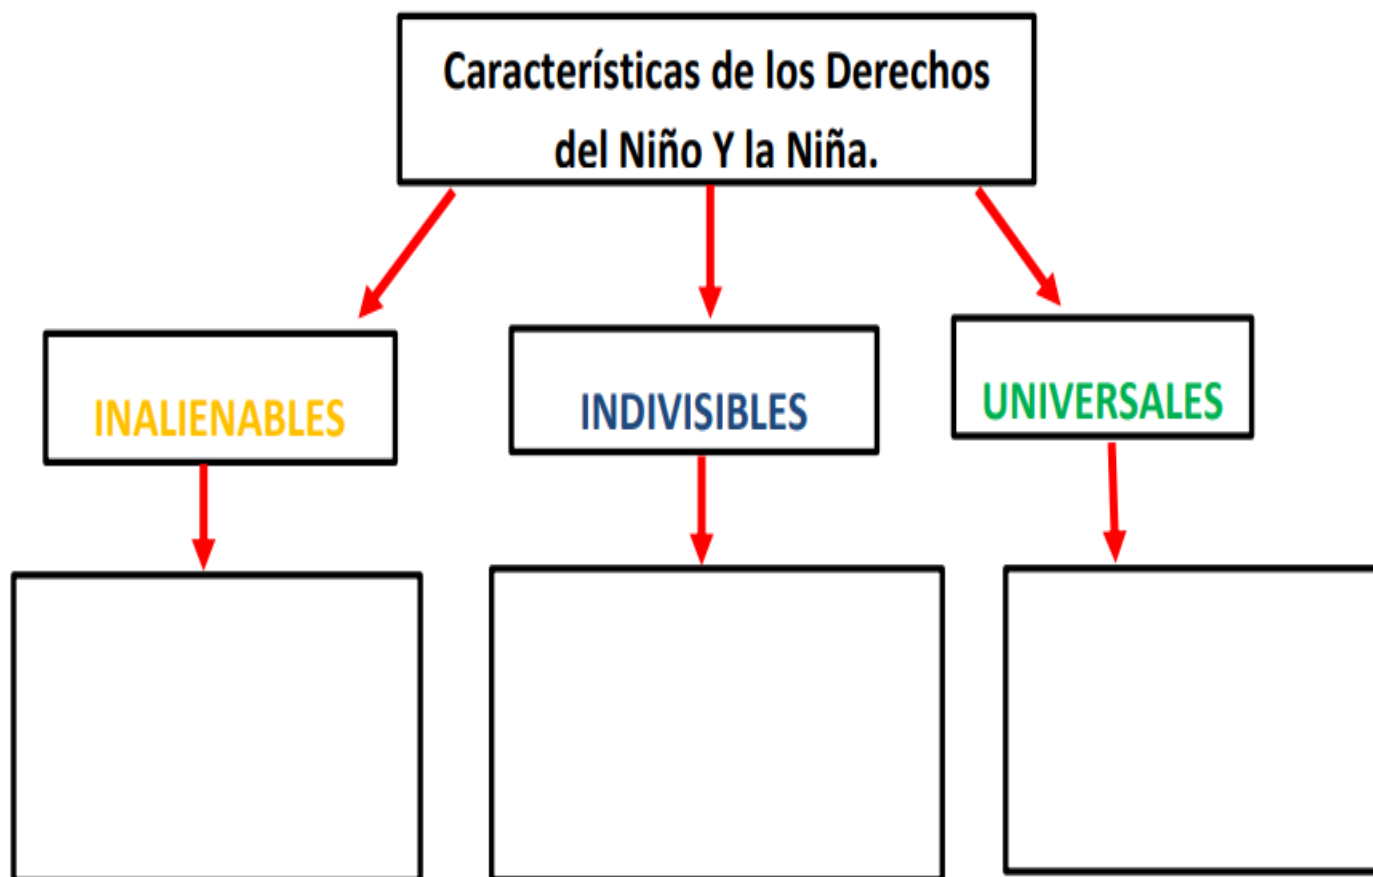 Características de los Derechos
del Niño Y la Niña.
INALIENABLES
INDIVISIBLES
UNIVERSALES